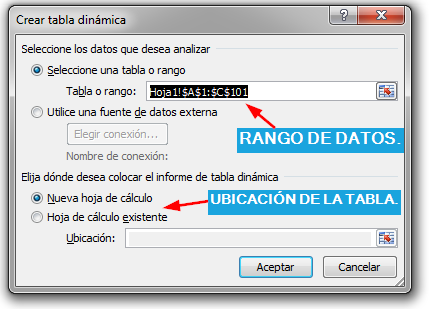 Crear tabla dinámica
Seleccione los datos que desea analizar
Seleccione una tabla o rango
Tabla o rango: Hoja1!$A$1:$C$101
Utilice una fuente de datos externa
Elegir conexión...
RANGO DE DATOS.
Nombre de conexión:
Elija dónde desea colocar el informe de tabla dinámica
Nueva hoja de cálculo
UBICACIÓN DE LA TABLA.
Hoja de cálculo existente
Ubicación:
Aceptar Cancelar